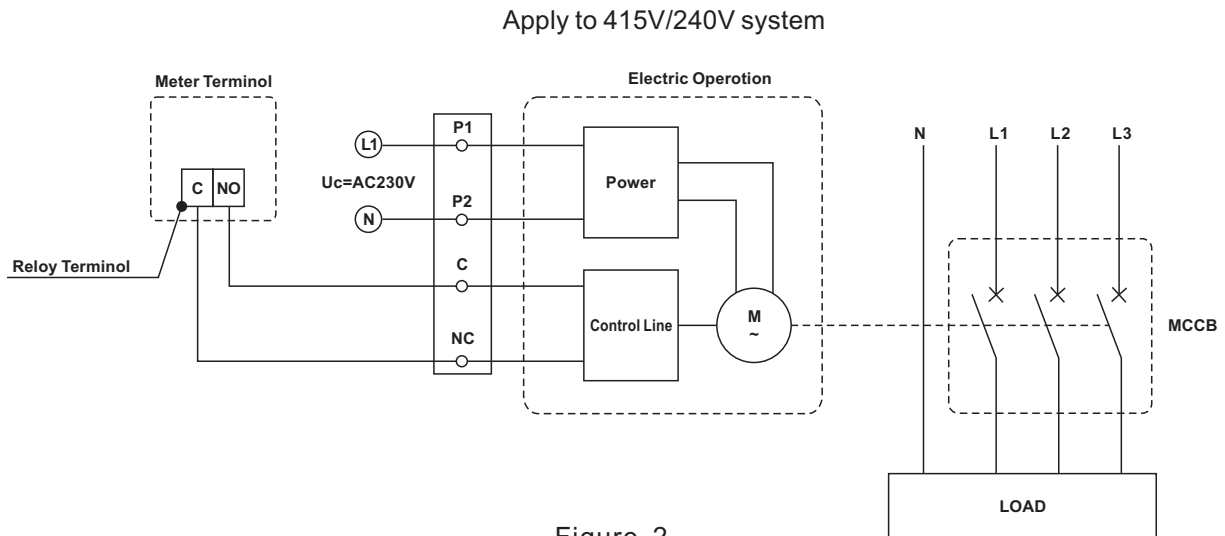 Apply to 415V/240V system
Meter Terminol
Electric Operotion
P1
N L1 L2 L3
L1
Uc=AC230V
Power
C NO
P2
N
Reloy Terminol
C
Control Line
M
~
MCCB
NC
LOAD
Figure 2